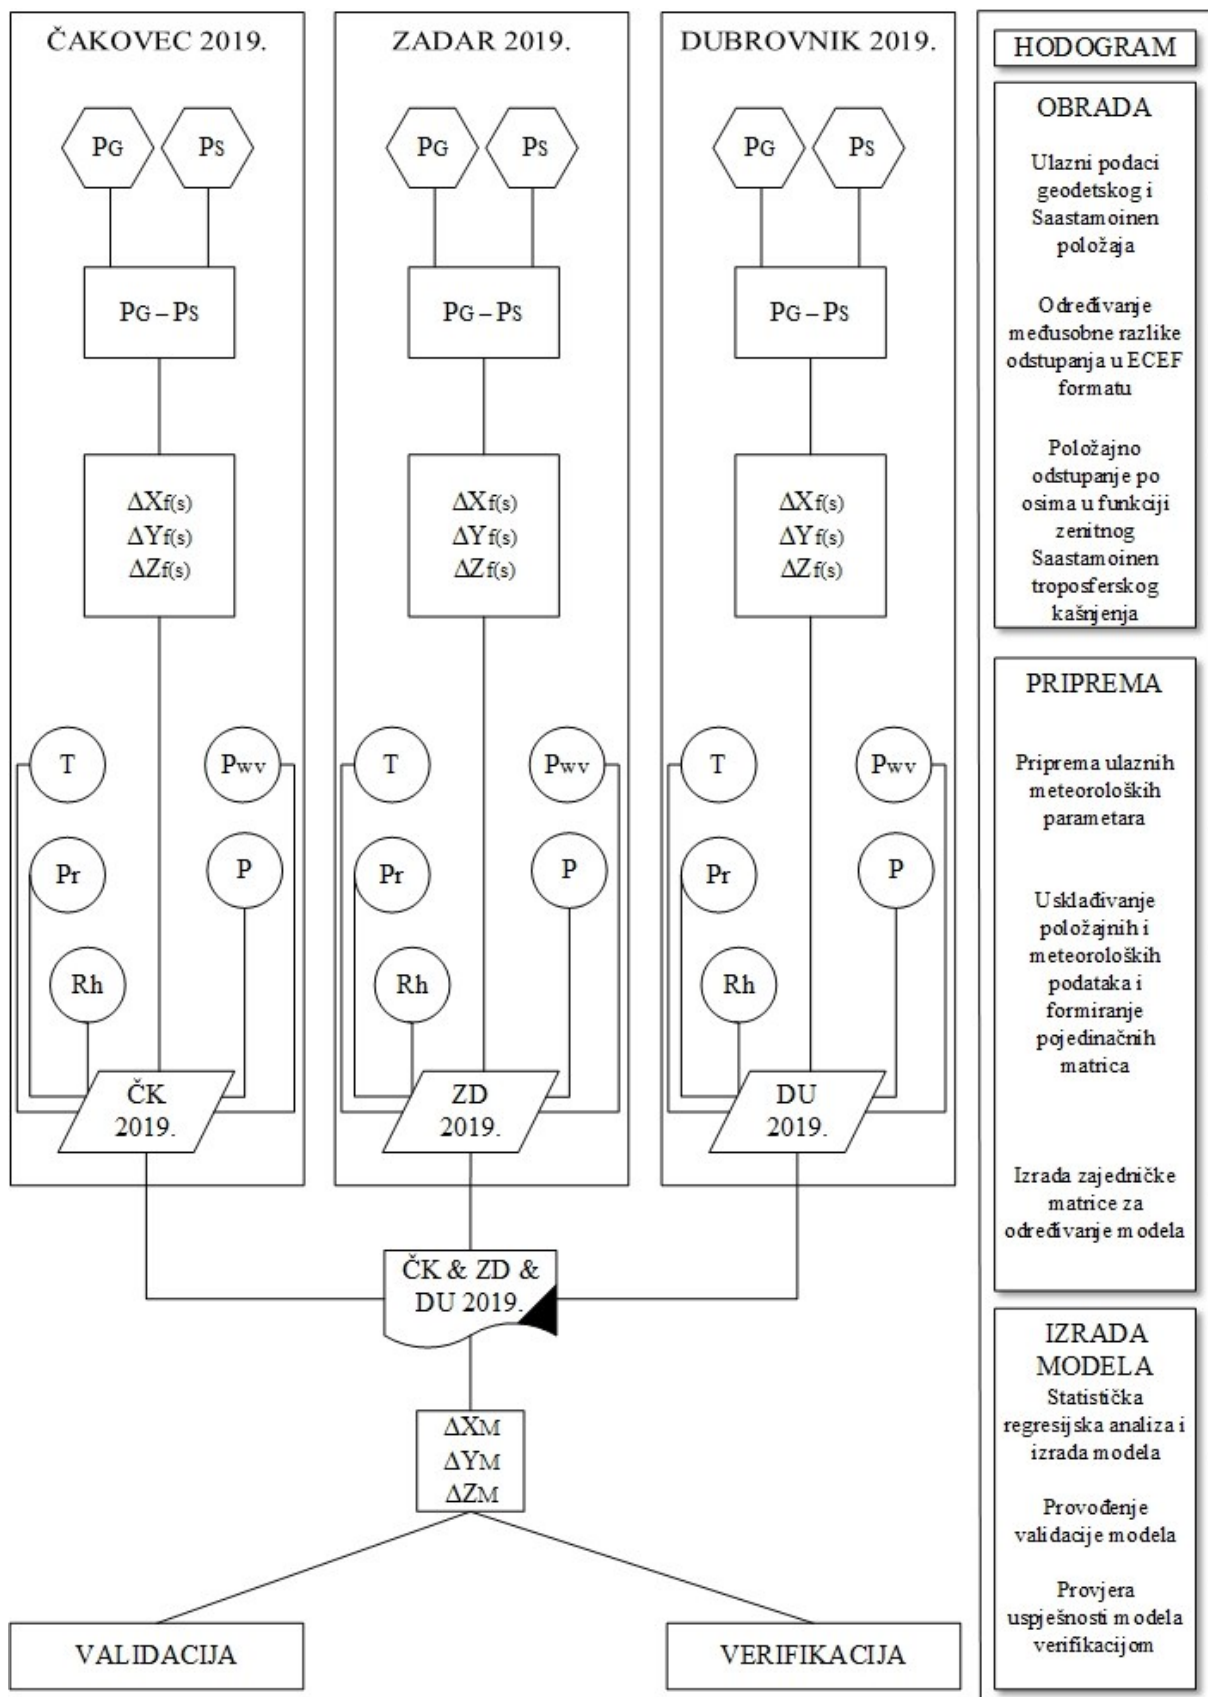 ČAKOVEC 2019.
PG
PS
PG – PS
ΔXf(s)
ΔYf(s)
ΔZf(s)
T
Pwv
Pr
P
Rh
ČK
2019.
ZADAR 2019.
PG
PS
PG – PS
ΔXf(s)
ΔYf(s)
ΔZf(s)
T
Pwv
Pr
P
Rh
ZD
2019.
DUBROVNIK 2019.
PG
PS
PG – PS
ΔXf(s)
ΔYf(s)
ΔZf(s)
T
Pwv
Pr
P
Rh
DU
2019.
ČK & ZD &
DU 2019.
ΔXM
ΔYM
ΔZM
VALIDACIJA
VERIFIKACIJA
HODOGRAM
OBRADA
Ulazni podaci
geodetskog i
Saastamoinen
položaja
Određivanje
međusobne razlike
odstupanja u ECEF
formatu
Položajno
odstupanje po
osima u funkciji
zenitnog
Saastamoinen
troposferskog
kašnjenja
PRIPREMA
Priprema ulaznih
meteoroloških
parametara
Usklađivanje
položajnih i
meteoroloških
podataka i
formiranje
pojedinačnih
matrica
Izrada zajedničke
matrice za
određivanje modela
IZRADA
MODELA
Statistička
regresijska analiza i
izrada modela
Provođenje
validacije modela
Provjera
uspješnosti modela
verifikacijom